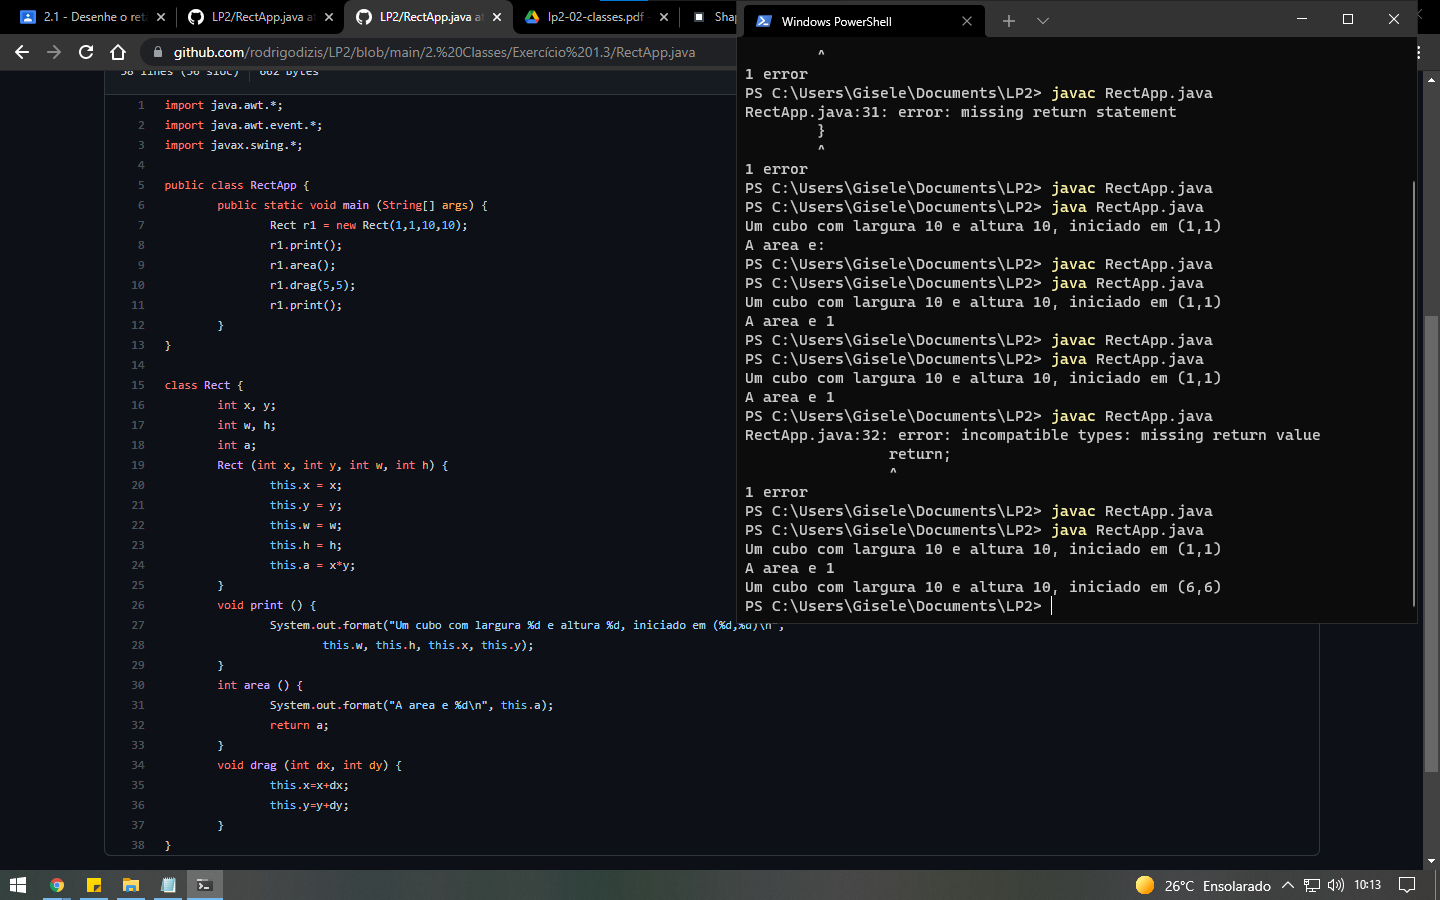 2.1 - Desenhe o ret
LP2/RectApp.java at
LP2/RectApp.java at
lp2-02-classes.pdf
Shap
github.com/rodrigodizis/LP2/blob/main/2.%20Classes/Exercício%201.3/RectApp.java
38 lines (36 sloc) 662 Bytes
1 import java.awt.*;
2 import java.awt.event.*;
3 import javax.swing.*;
4
5 public class RectApp {
6 public static void main (String[] args) {
7 Rect r1 = new Rect(1,1,10,10);
8 r1.print();
9 r1.area();
10 r1.drag(5,5);
11 r1.print();
12 }
13 }
14
15 class Rect {
16 int x, y;
17 int w, h;
18 int a;
19 Rect (int x, int y, int w, int h) {
20 this.x = x;
21 this.y = y;
22 this.w = w;
23 this.h = h;
24 this.a = x*y;
25 }
26 void print () {
27 System.out.format("Um cubo com largura %d e altura %d, iniciado em (%d,%d)\n",
28 this.w, this.h, this.x, this.y);
29 }
30 int area () {
31 System.out.format("A area e %d\n", this.a);
32 return a;
33 }
34 void drag (int dx, int dy) {
35 this.x=x+dx;
36 this.y=y+dy;
37 }
38 }
Windows PowerShell
^
1 error
PS C:\Users\Gisele\Documents\LP2> javac RectApp.java
RectApp.java:31: error: missing return statement
}
^
1 error
PS C:\Users\Gisele\Documents\LP2> javac RectApp.java
PS C:\Users\Gisele\Documents\LP2> java RectApp.java
Um cubo com largura 10 e altura 10, iniciado em (1,1)
A area e:
PS C:\Users\Gisele\Documents\LP2> javac RectApp.java
PS C:\Users\Gisele\Documents\LP2> java RectApp.java
Um cubo com largura 10 e altura 10, iniciado em (1,1)
A area e 1
PS C:\Users\Gisele\Documents\LP2> javac RectApp.java
PS C:\Users\Gisele\Documents\LP2> java RectApp.java
Um cubo com largura 10 e altura 10, iniciado em (1,1)
A area e 1
PS C:\Users\Gisele\Documents\LP2> javac RectApp.java
RectApp.java:32: error: incompatible types: missing return value
return;
^
1 error
PS C:\Users\Gisele\Documents\LP2> javac RectApp.java
PS C:\Users\Gisele\Documents\LP2> java RectApp.java
Um cubo com largura 10 e altura 10, iniciado em (1,1)
A area e 1
Um cubo com largura 10 e altura 10, iniciado em (6,6)
PS C:\Users\Gisele\Documents\LP2>
26°C Ensolarado
10:13